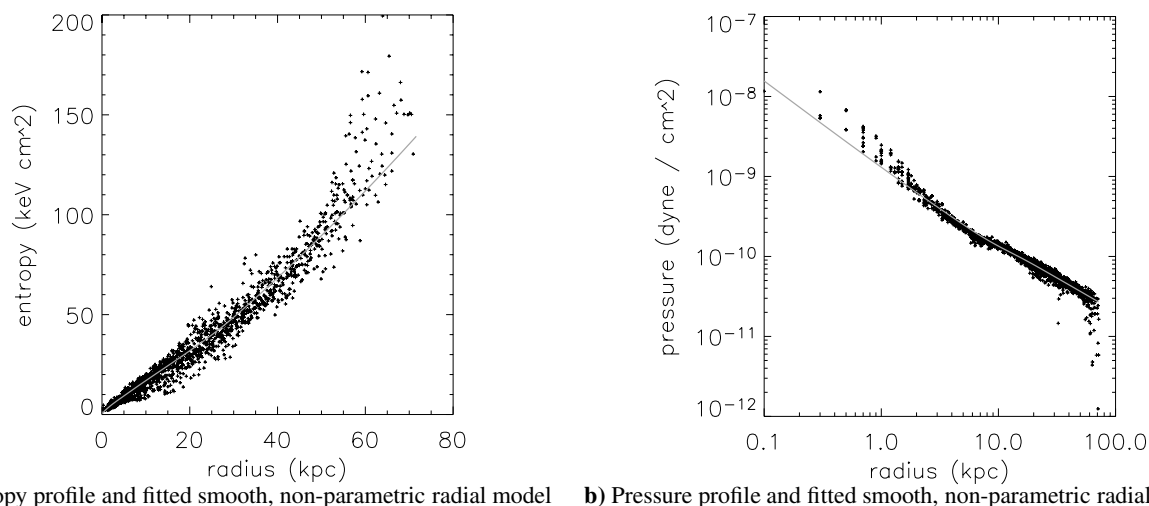 200
150
100
50
0
entropy (keV cm^2)
0 20 40 60 80
radius (kpc)
10^-7
10^-8
10^-9
10^-10
10^-11
10^-12
pressure (dyne / cm^2)
0.1 1.0 10.0 100.0
radius (kpc)
profile and fitted smooth, non-parametric radial model
b) Pressure profile and fitted smooth, non-parametric radial